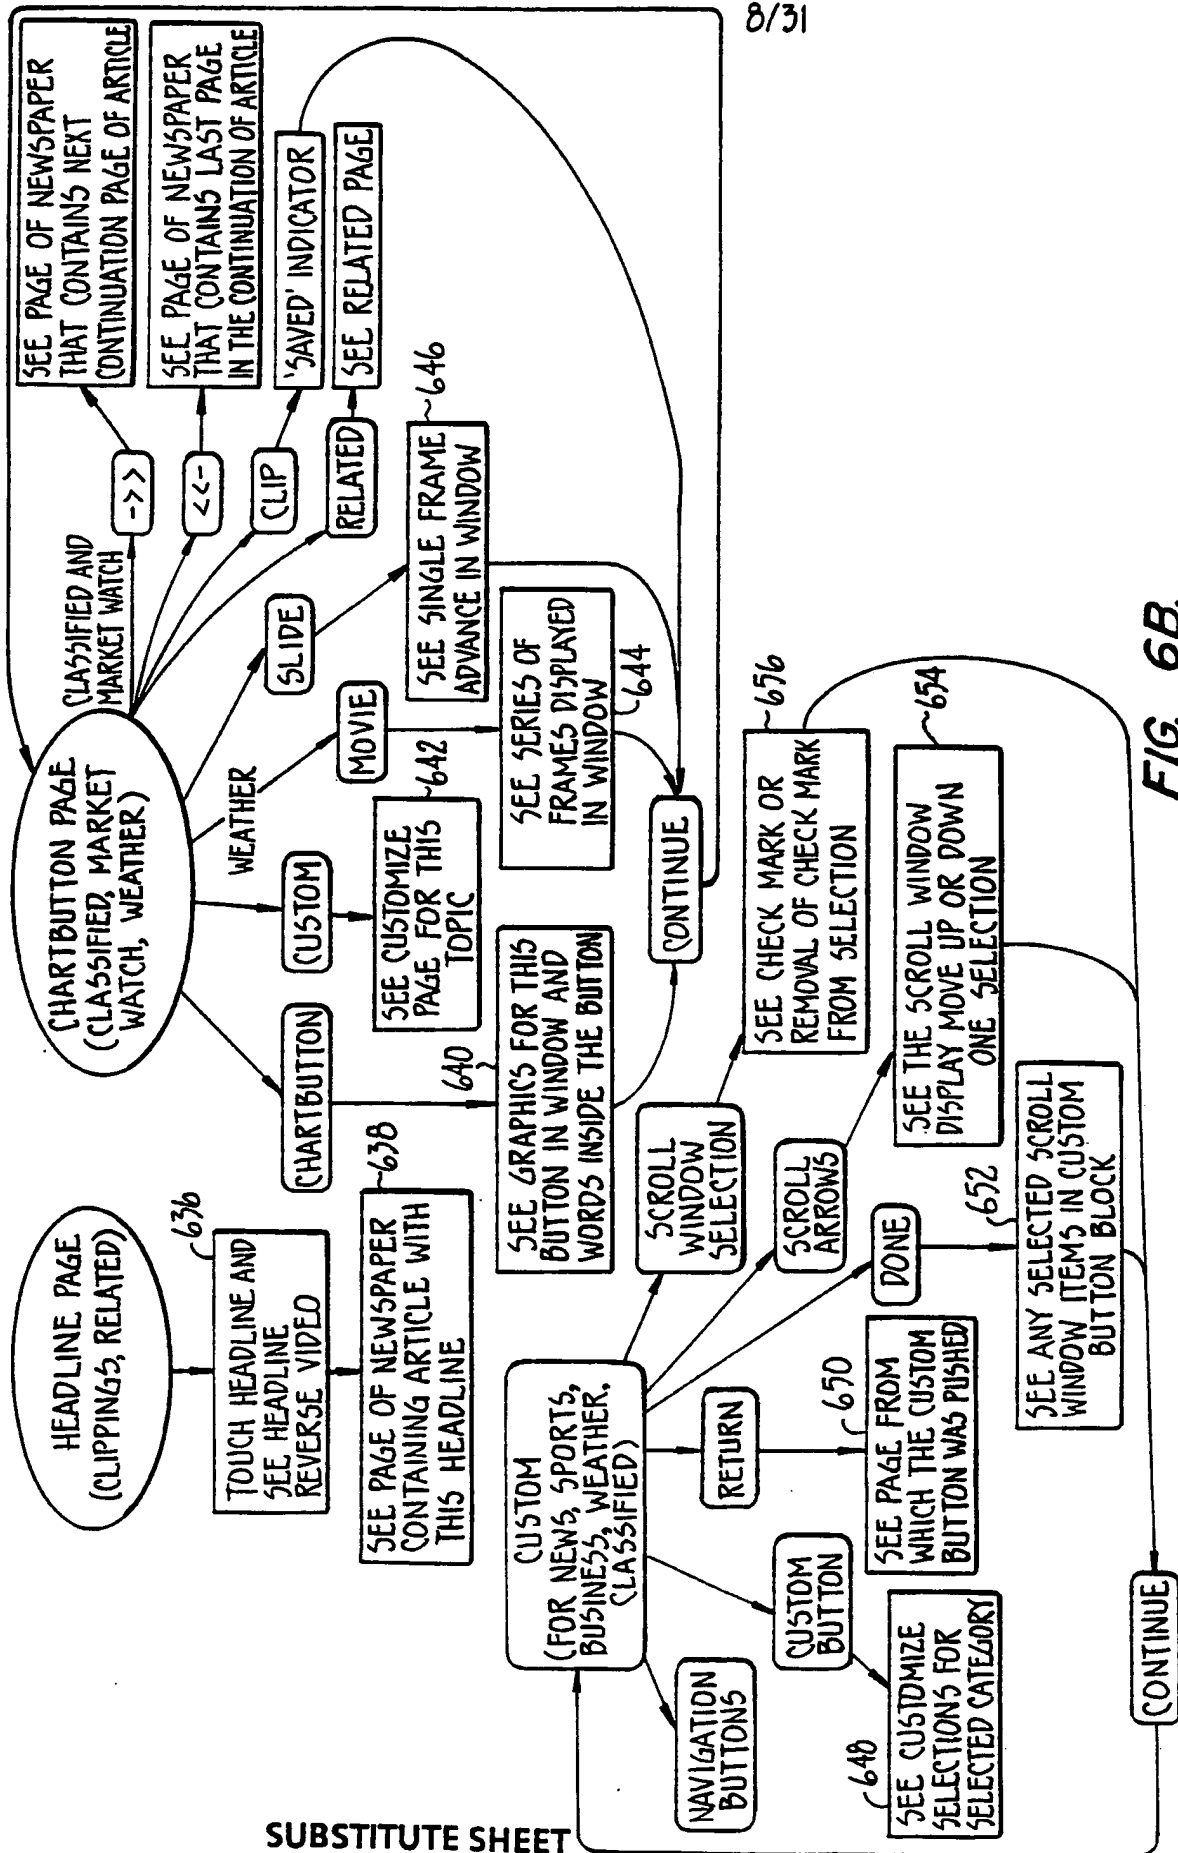 8/31
HEADLINE PAGE
(CLIPPINGS, RELATED)
636
TOUCH HEADLINE AND
SEE HEADLINE
REVERSE VIDEO
638
SEE PAGE OF NEWSPAPER
CONTAINING ARTICLE WITH
THIS HEADLINE
CHARTBUTTON PAGE
(CLASSIFIED, MARKET
WATCH, WEATHER)
CHARTBUTTON
640
SEE GRAPHICS FOR THIS
BUTTON IN WINDOW AND
WORDS INSIDE THE BUTTON
CUSTOM
642
SEE CUSTOMIZE
PAGE FOR THIS
TOPIC
WEATHER
MOVIE
SEE SERIES OF
FRAMES DISPLAYED
IN WINDOW
644
SLIDE
SEE SINGLE FRAME
ADVANCE IN WINDOW
646
CLASSIFIED AND
MARKET WATCH
->>
SEE PAGE OF NEWSPAPER
THAT CONTAINS NEXT
CONTINUATION PAGE OF ARTICLE
<<-
SEE PAGE OF NEWSPAPER
THAT CONTAINS LAST PAGE
IN THE CONTINUATION OF ARTICLE
CLIP
'SAVED' INDICATOR
RELATED
SEE RELATED PAGE
CONTINUE
CUSTOM
(FOR NEWS, SPORTS,
BUSINESS, WEATHER,
CLASSIFIED)
NAVIGATION
BUTTONS
CUSTOM
BUTTON
648
SEE CUSTOMIZE
SELECTIONS FOR
SELECTED CATEGORY
RETURN
650
SEE PAGE FROM
WHICH THE CUSTOM
BUTTON WAS PUSHED
DONE
652
SEE ANY SELECTED SCROLL
WINDOW ITEMS IN CUSTOM
BUTTON BLOCK
SCROLL
ARROWS
SEE THE SCROLL WINDOW
DISPLAY MOVE UP OR DOWN
ONE SELECTION
654
SCROLL
WINDOW
SELECTION
SEE CHECK MARK OR
REMOVAL OF CHECK MARK
FROM SELECTION
656
CONTINUE
FIG. 6B.
SUBSTITUTE SHEET